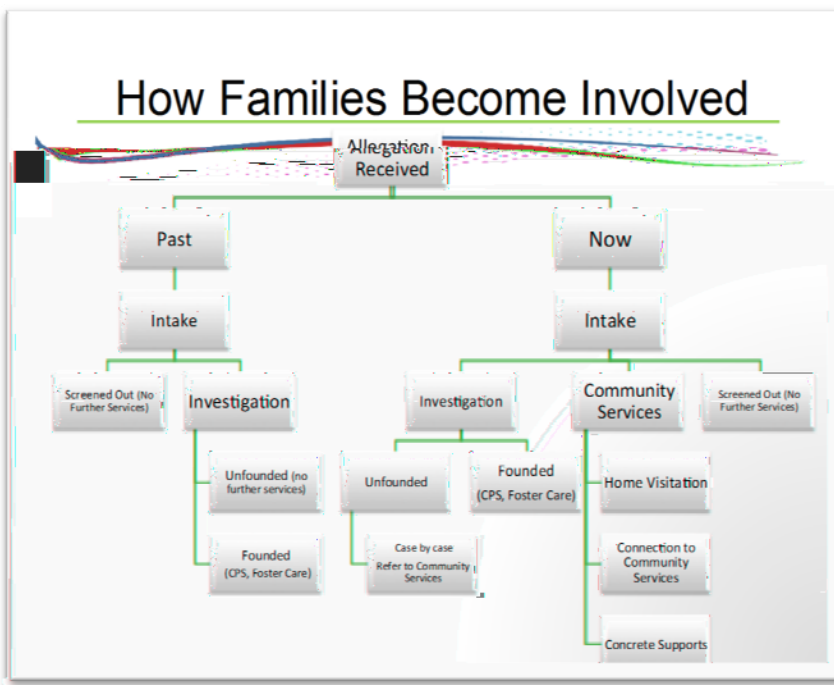 How Families Become Involved
Allegation
Received
Past
Now
Intake
Intake
Screened Out (No
Further Services)
Investigation
Investigation
Community
Services
Screened Out (No
Further Services)
Unfounded (no
further services)
Unfounded
Founded
(CPS, Foster Care)
Home Visitation
Founded
(CPS, Foster Care)
Case by case
Refer to Community
Services
Connection to
Community
Services
Concrete Supports